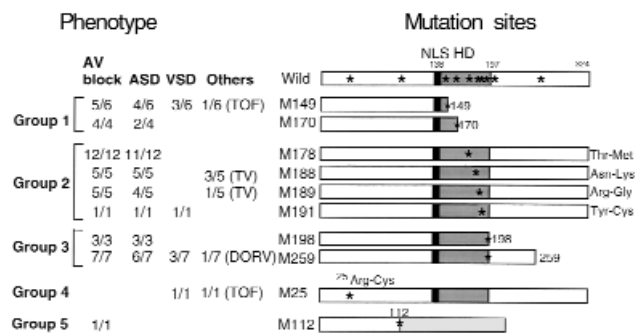 Phenotype Mutation sites
NLS HD
AV 138 197 324
block ASD VSD Others Wild * * * * * * * * *
Group 1 5/6 4/6 3/6 1/6 (TOF) M149 149
4/4 2/4 M170 170
Group 2 12/12 11/12 M178 * Thr-Met
5/5 5/5 3/5 (TV) M188 * Asn-Lys
5/5 4/5 1/5 (TV) M189 * Arg-Gly
1/1 1/1 1/1 M191 * Tyr-Cys
Group 3 3/3 3/3 M198 198
7/7 6/7 3/7 1/7 (DORV) M259 259
25 Arg-Cys
Group 4 1/1 1/1 (TOF) M25 *
112
Group 5 1/1 M112 *